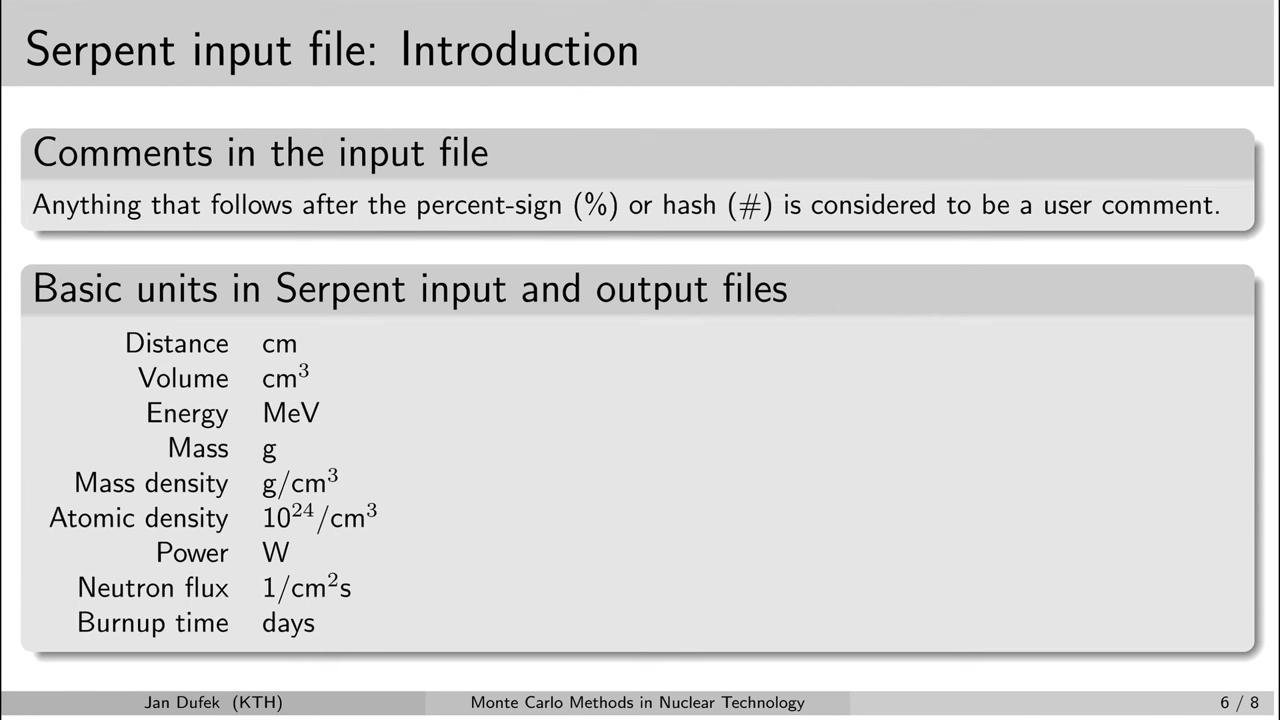 Serpent input file: Introduction
Comments in the input file
Anything that follows after the percent-sign (%) or hash (#) is considered to be a user comment.
Basic units in Serpent input and output files
Distance cm
Volume cm³
Energy MeV
Mass g
Mass density g/cm³
Atomic density 10²⁴/cm³
Power W
Neutron flux 1/cm²s
Burnup time days
Jan Dufek (KTH) Monte Carlo Methods in Nuclear Technology 6 / 8